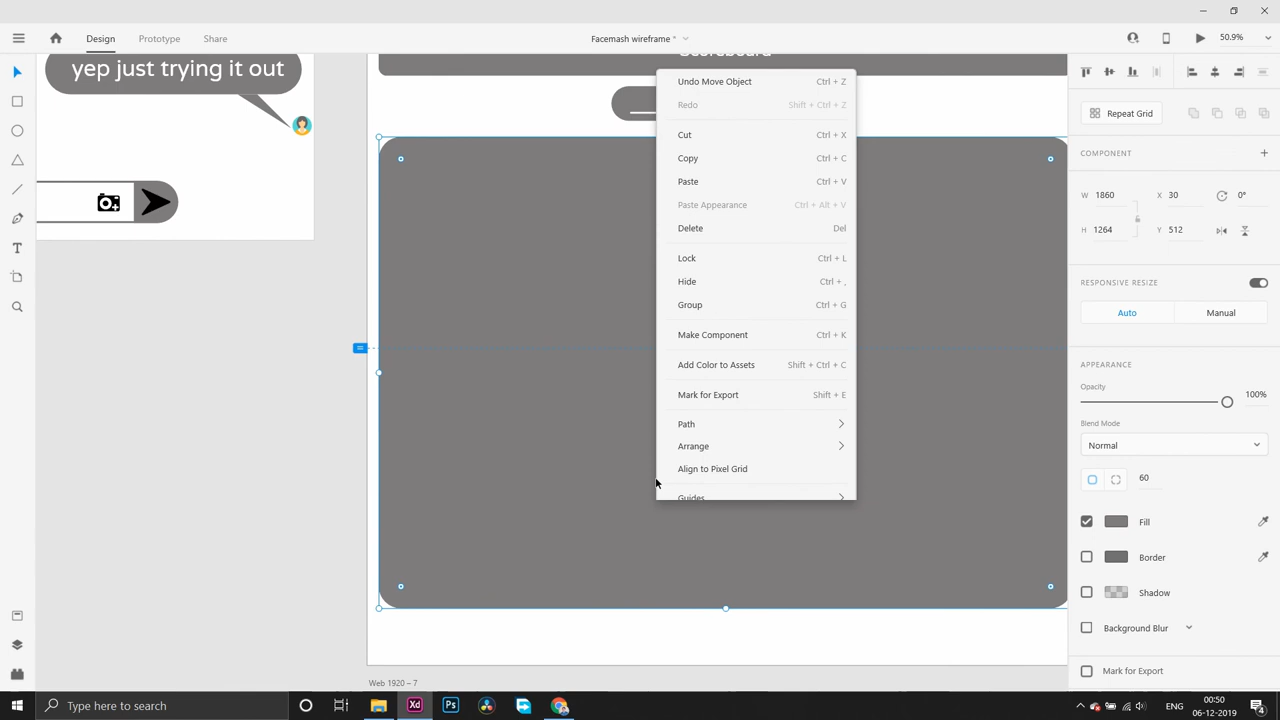 Design
Prototype
Share
Facemash wireframe *
50.9%
yep just trying it out
Scoreboard
Undo Move Object Ctrl + Z
Redo Shift + Ctrl + Z
Cut Ctrl + X
Copy Ctrl + C
Paste Ctrl + V
Paste Appearance Ctrl + Alt + V
Delete Del
Lock Ctrl + L
Hide Ctrl + ,
Group Ctrl + G
Make Component Ctrl + K
Add Color to Assets Shift + Ctrl + C
Mark for Export Shift + E
Path
Arrange
Align to Pixel Grid
Guides
Repeat Grid
COMPONENT
W 1860 X 30 0°
H 1264 Y 512
RESPONSIVE RESIZE
Auto Manual
APPEARANCE
Opacity
100%
Blend Mode
Normal
60
Fill
Border
Shadow
Background Blur
Mark for Export
Web 1920 – 7
Type here to search
Xd
Ps
ENG
00:50
06-12-2019
4